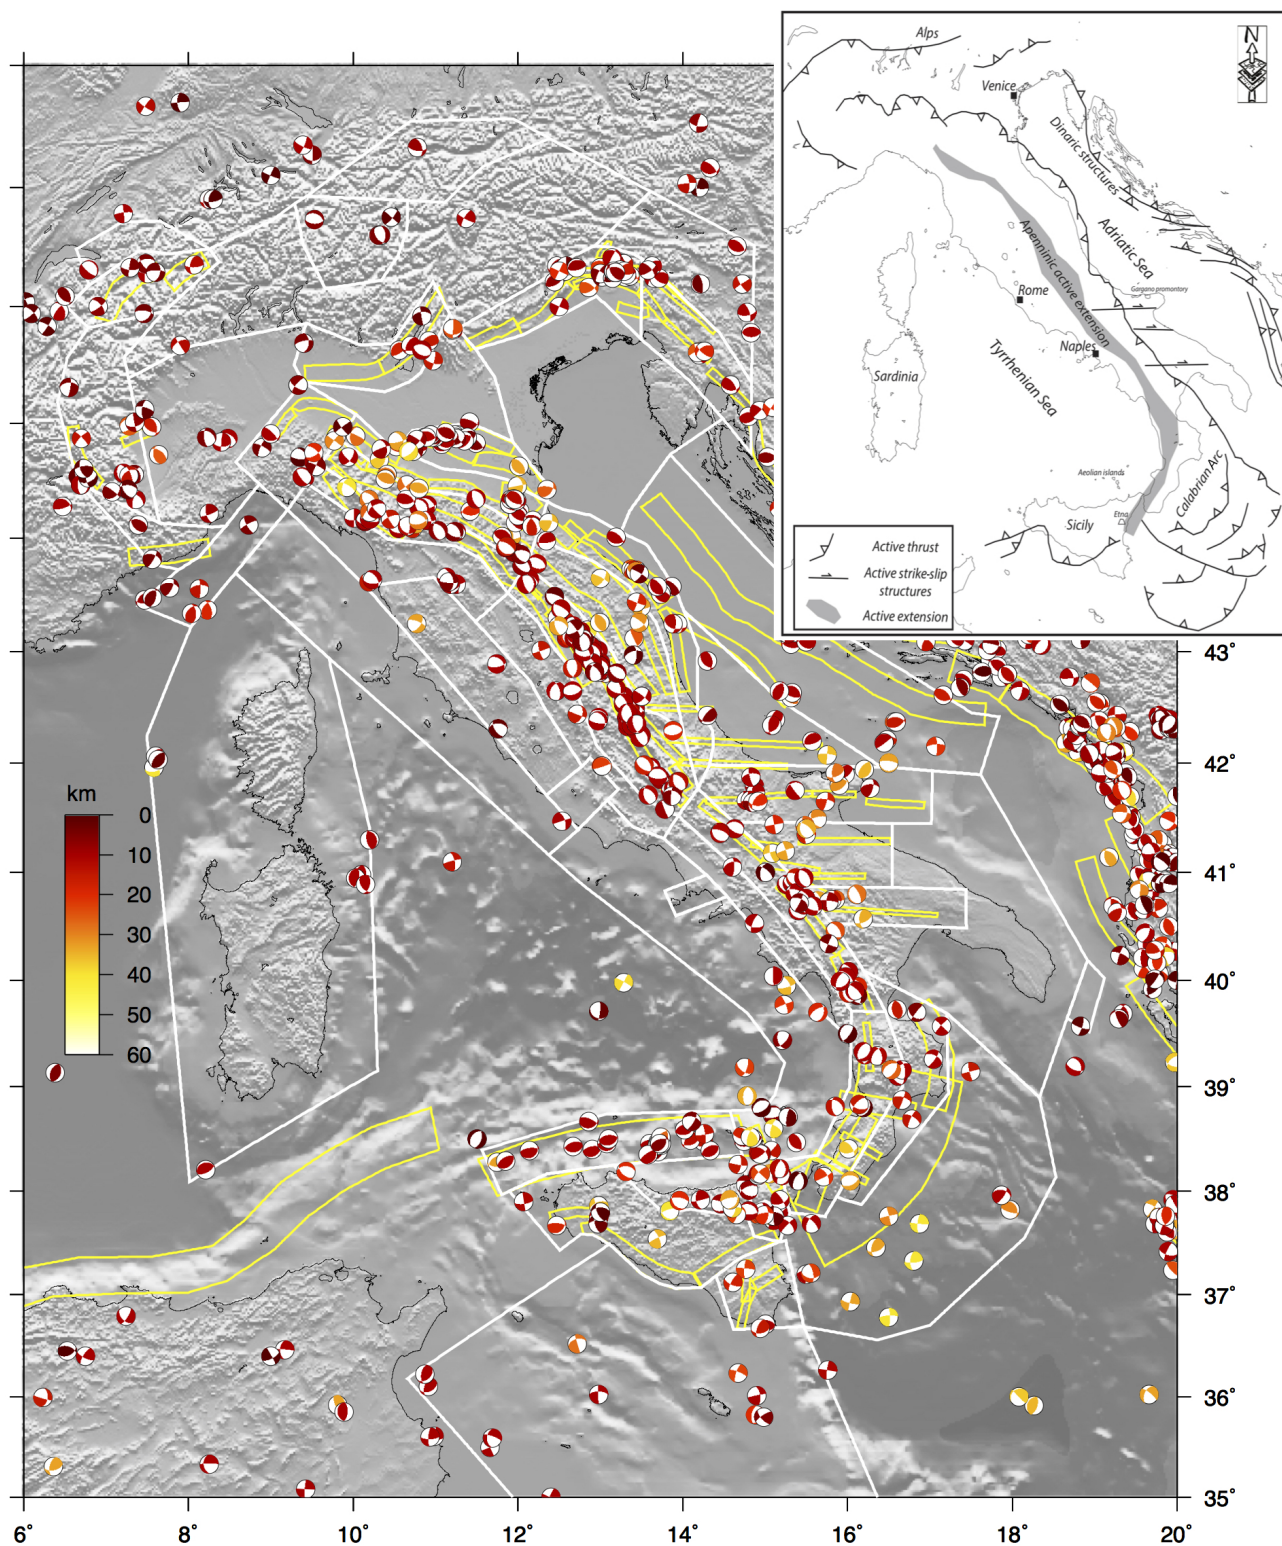 Alps
N
Venice
Dinaric structures
Adriatic Sea
Apenninic active extension
Gargano promontory
Rome
Naples
Tyrrhenian Sea
Sardinia
Aeolian islands
Calabrian Arc
Etna
Sicily
Active thrust
Active strike-slip
structures
Active extension
43°
42°
41°
40°
39°
38°
37°
36°
35°
km
0
10
20
30
40
50
60
6°
8°
10°
12°
14°
16°
18°
20°